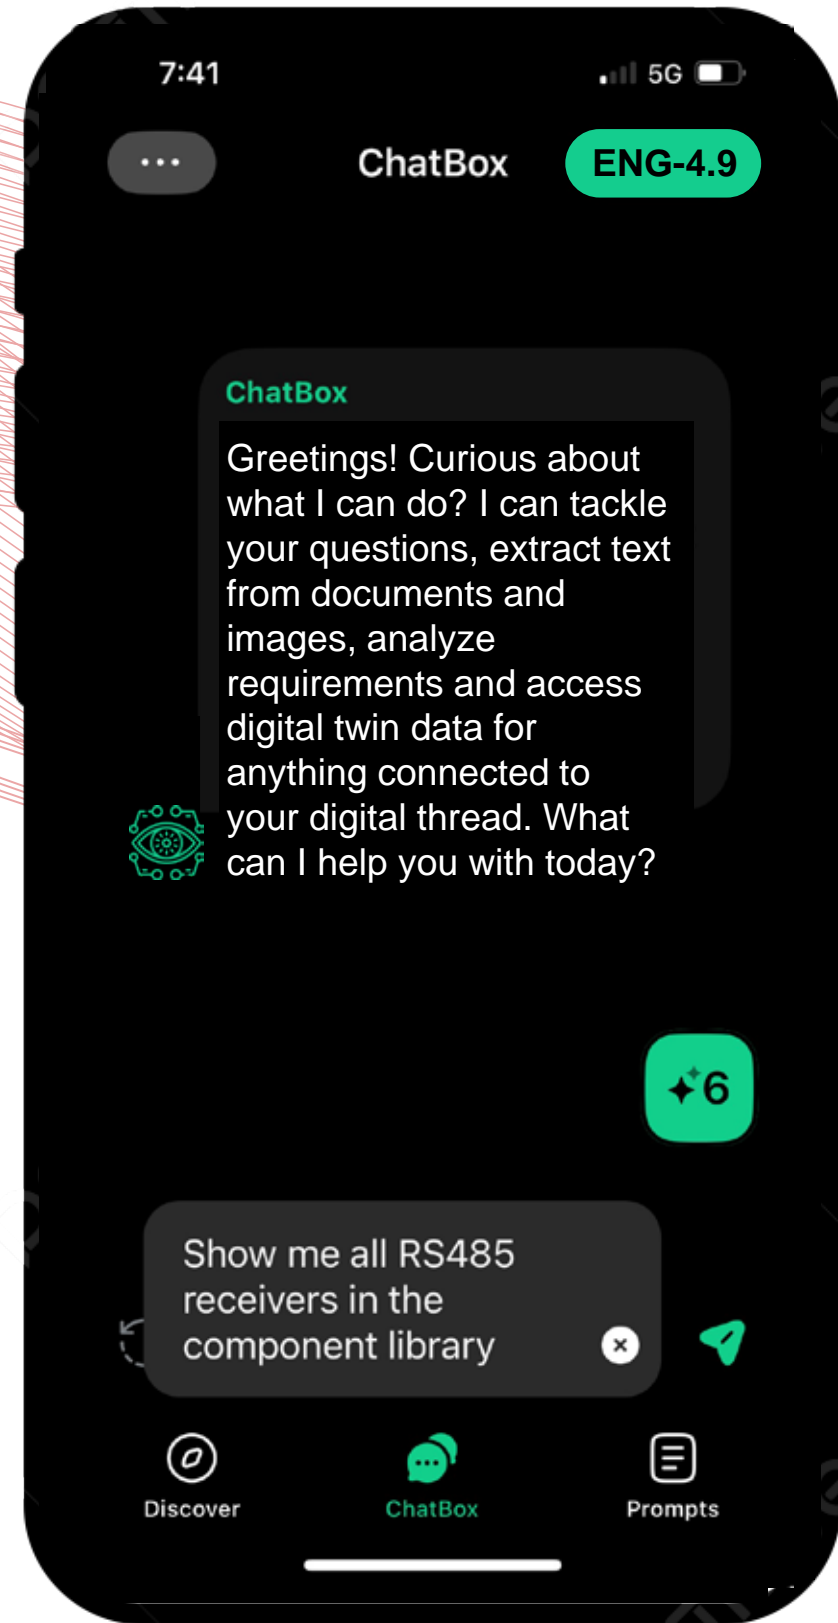 7:41
5G
ChatBox
ENG-4.9
ChatBox
Greetings! Curious about
what I can do? I can tackle
your questions, extract text
from documents and
images, analyze
requirements and access
digital twin data for
anything connected to
your digital thread. What
can I help you with today?
6
Show me all RS485
receivers in the
component library
Discover
ChatBox
Prompts